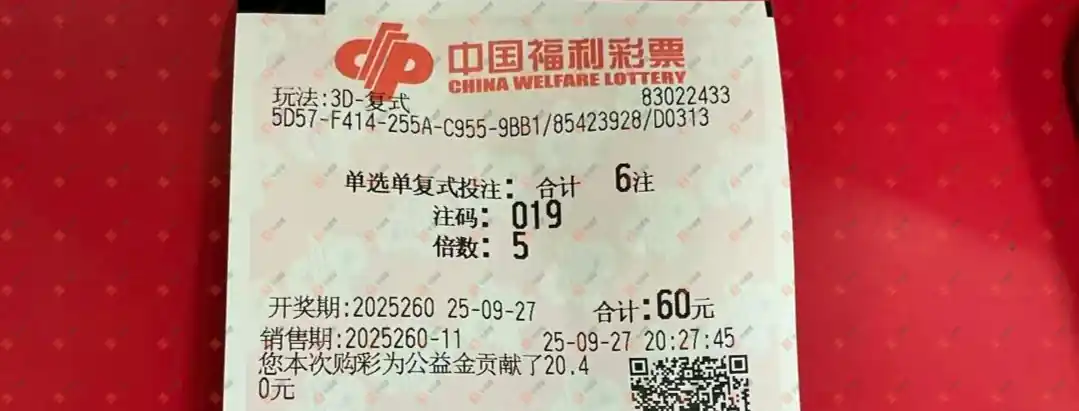 中国福利彩票
CHINA WELFARE LOTTERY
玩法:3D-复式 83022433
5D57-F414-255A-C955-9BB1/85423928/D0313
单选单复式投注: 合计 6注
注码: 019
倍数: 5
开奖期:2025260 25-09-27 合计:60元
销售期:2025260-11 25-09-27 20:27:45
您本次购彩为公益金贡献了20.4
0元